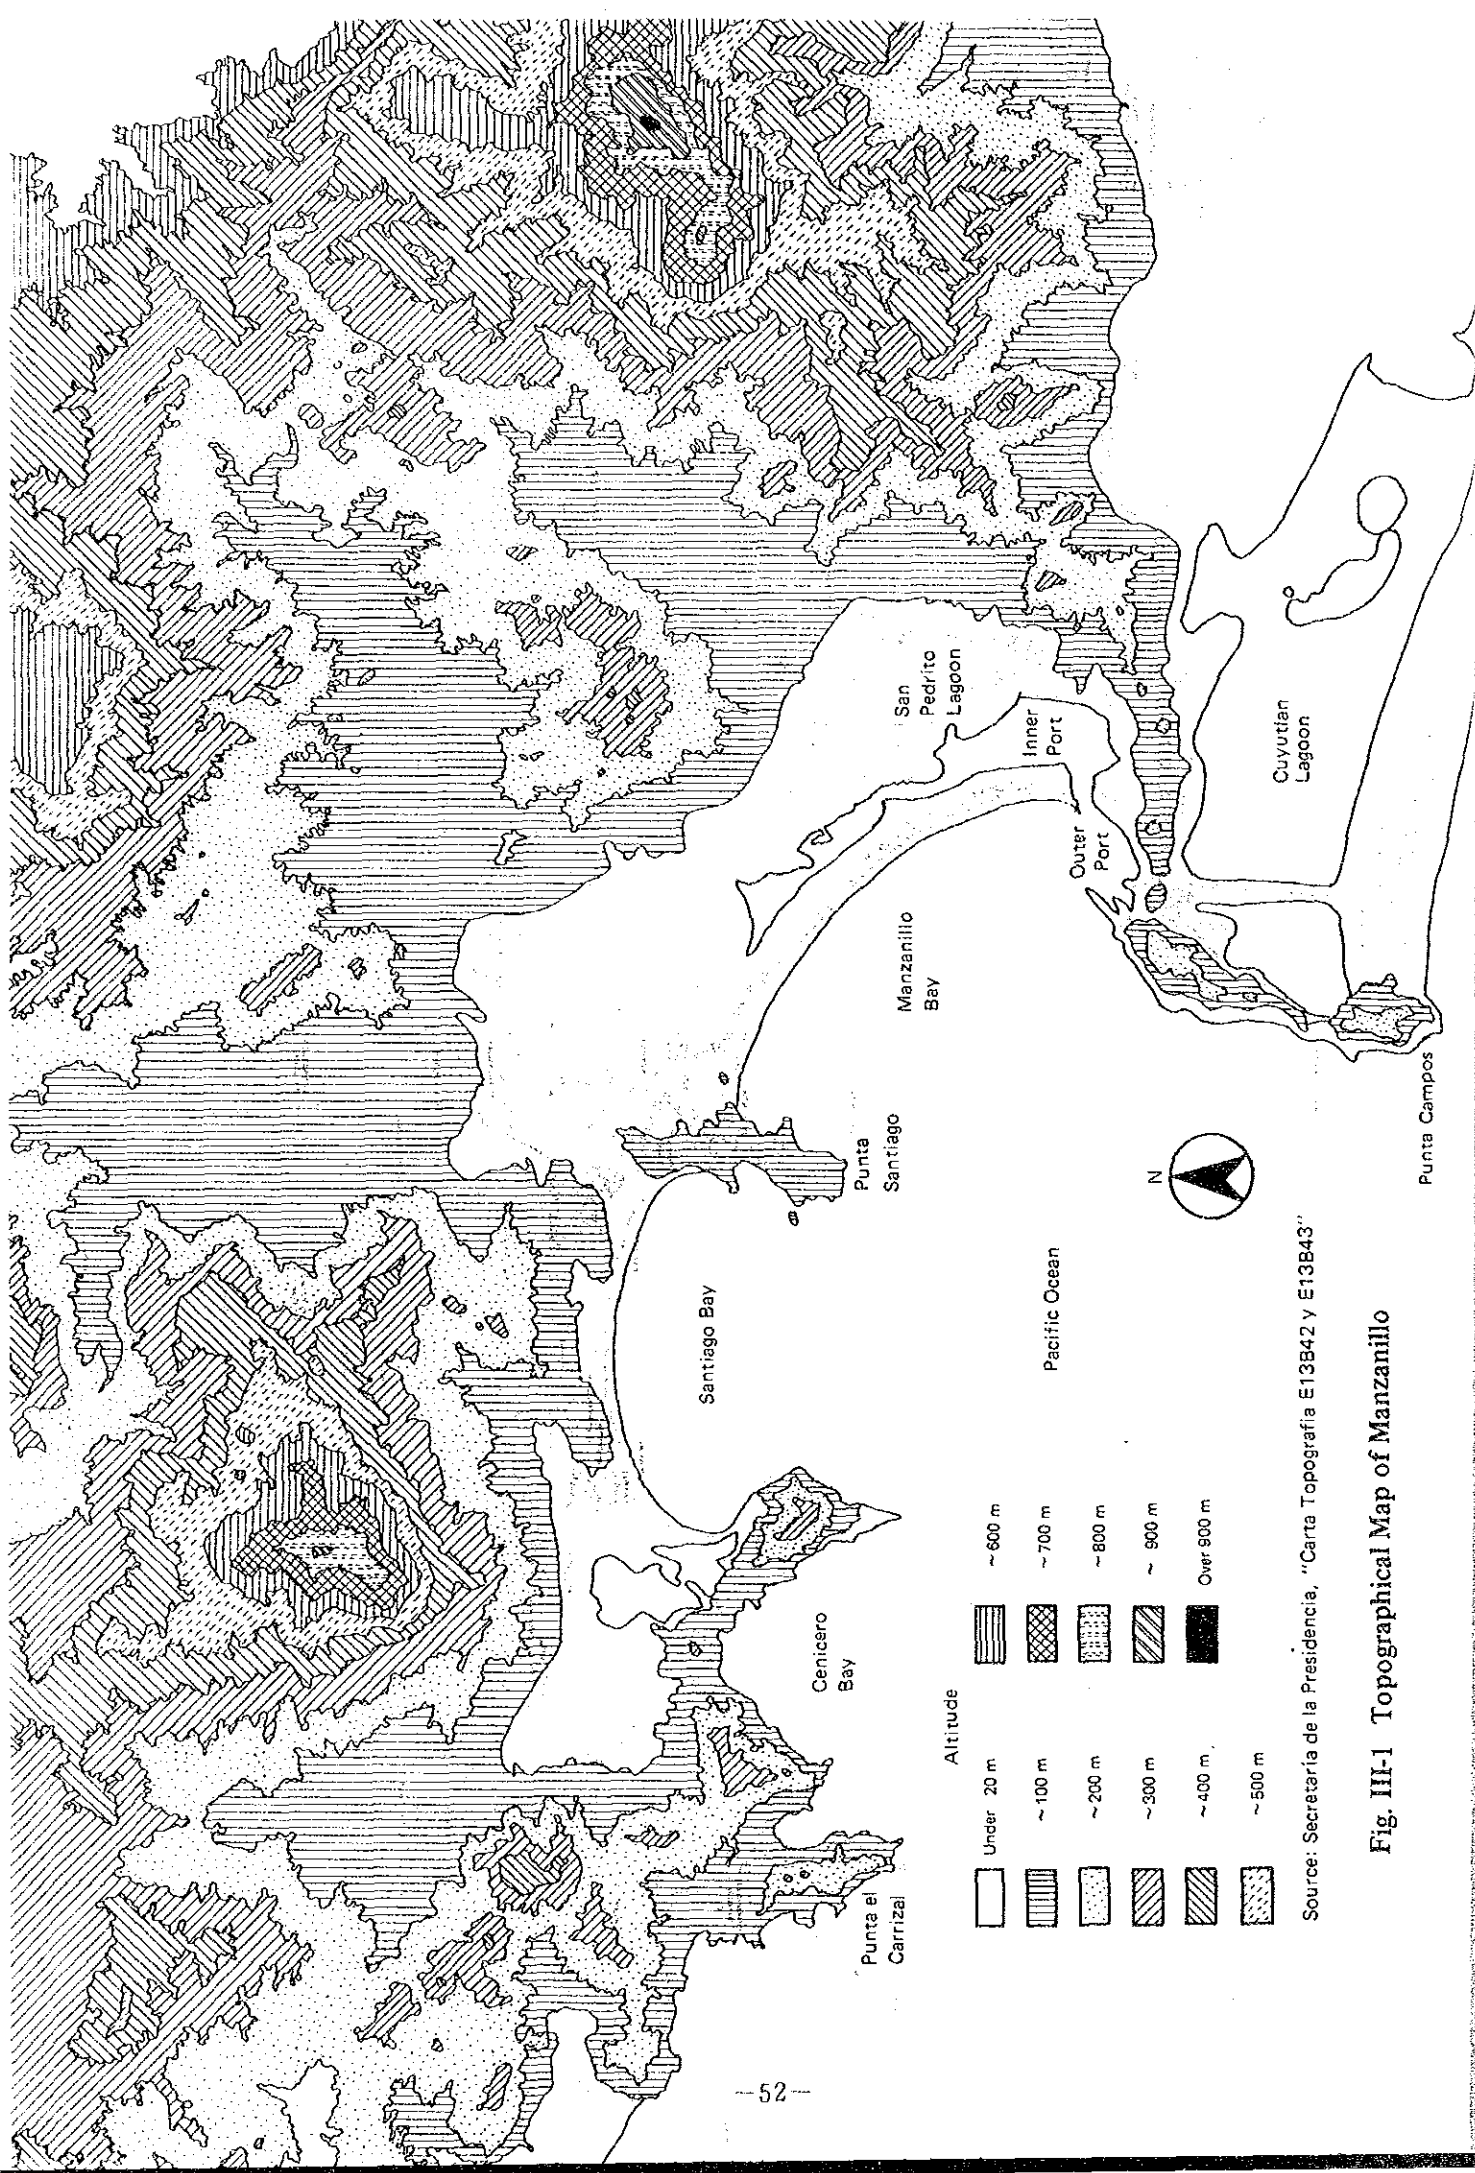 San
Pedrito
Lagoon
Inner
Port
Outer
Port
Cuyutian
Lagoon
Manzanillo
Bay
Punta
Santiago
Punta Campos
N
Santiago Bay
Pacific Ocean
Cenicero
Bay
Punta el
Carrizal
Altitude
Under 20 m
~100 m
~200 m
~300 m
~400 m
~500 m
~600 m
~700 m
~800 m
~900 m
Over 900 m
Source: Secretaría de la Presidencia, "Carta Topografía E13B42 y E13B43"
Fig. III-1 Topographical Map of Manzanillo
—52—